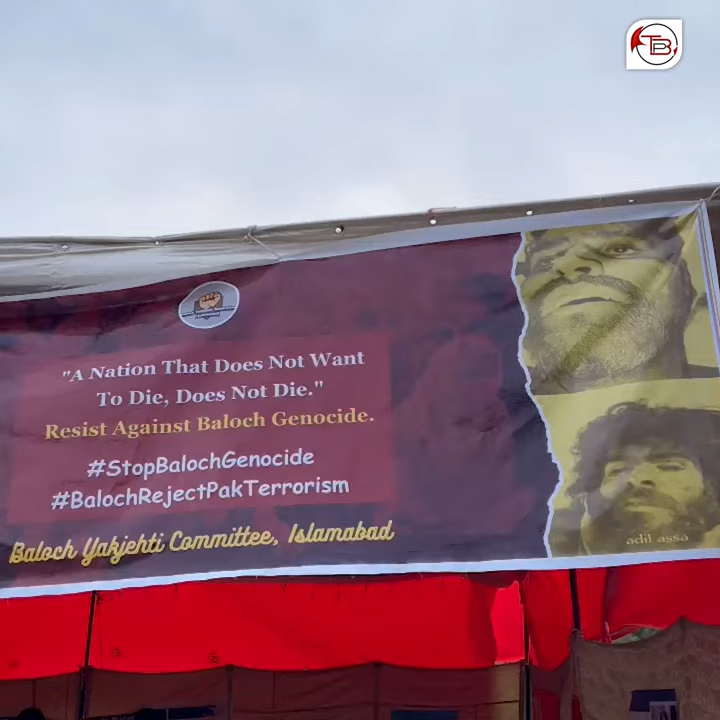 TB
"A Nation That Does Not Want
To Die, Does Not Die."
Resist Against Baloch Genocide.
#StopBalochGenocide
#BalochRejectPakTerrorism
Baloch Yakjehti Committee, Islamabad
adil assa